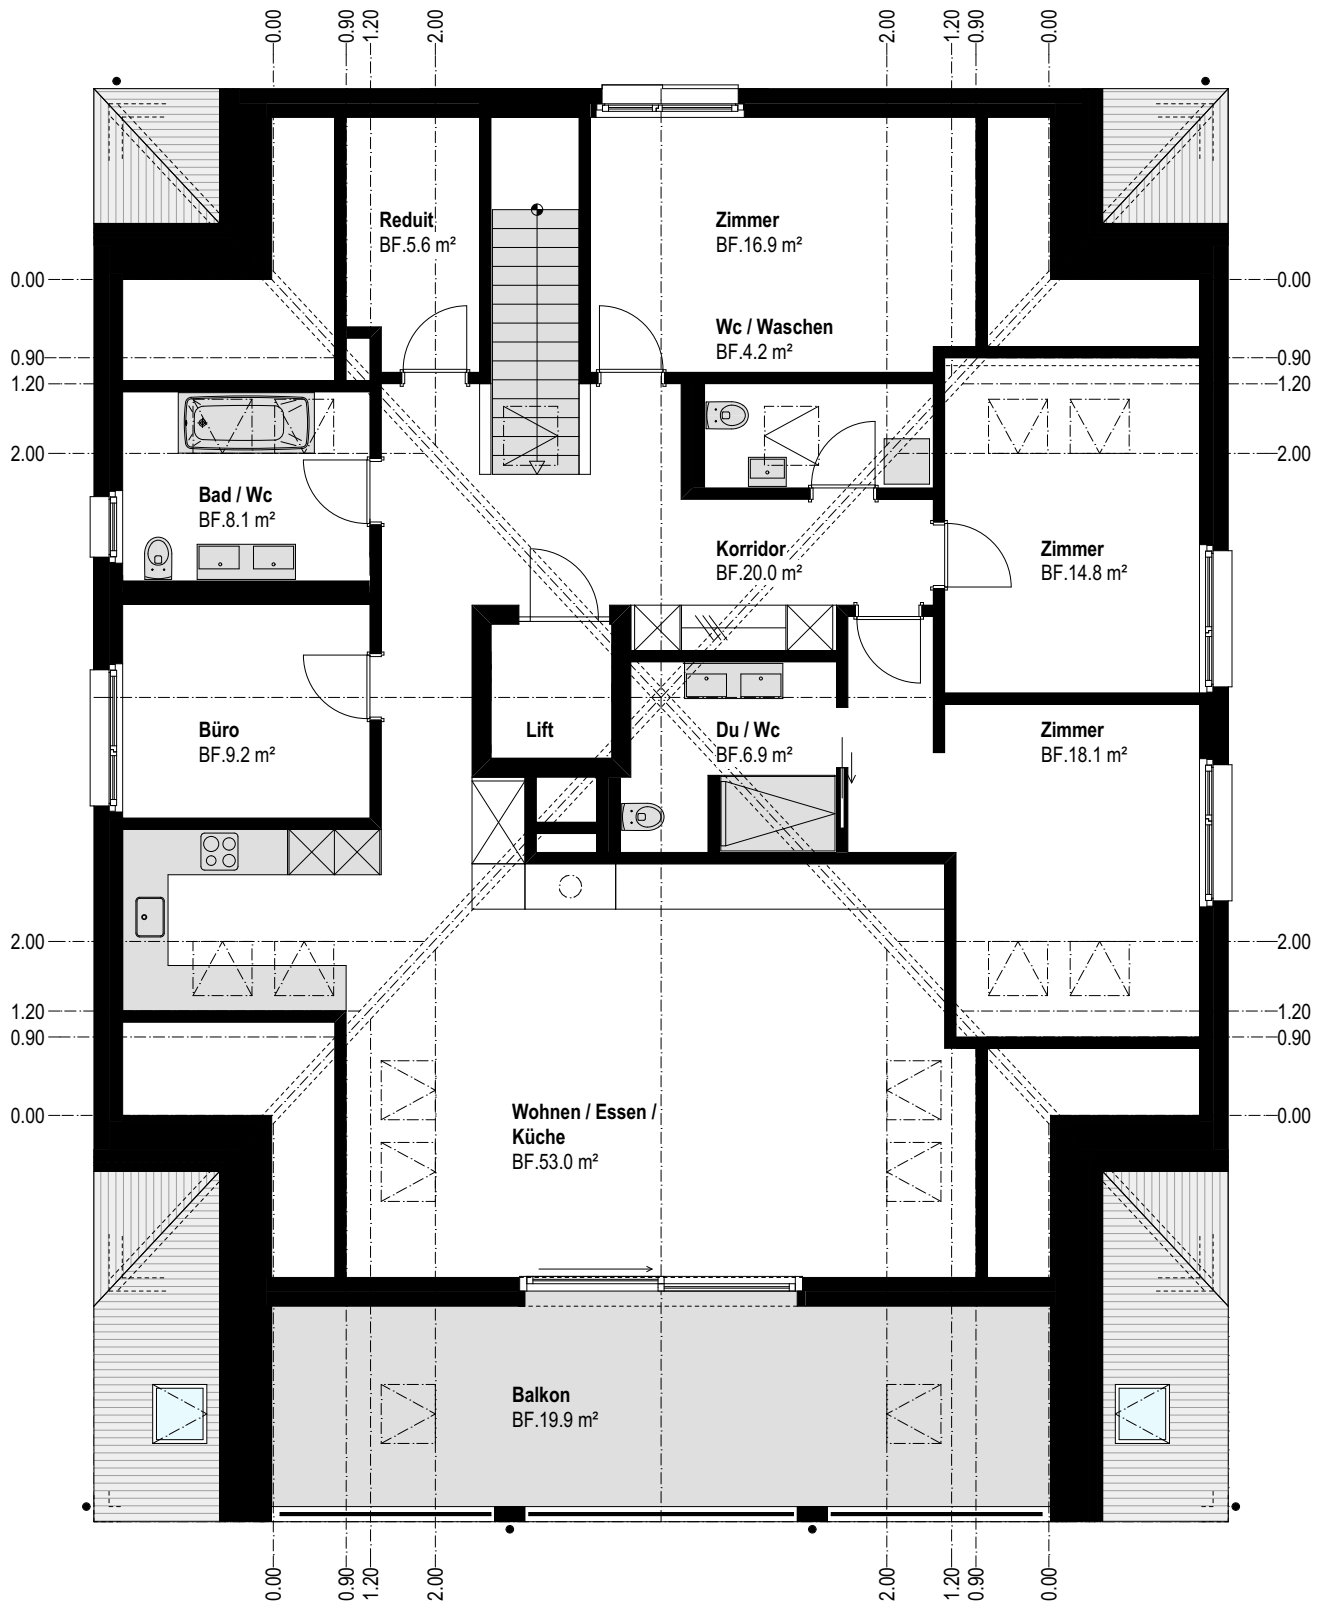 0.00 0.90 1.20 2.00 2.00 1.20 0.90 0.00
Reduit
BF.5.6 m²
Zimmer
BF.16.9 m²
0.00 0.00
Wc / Waschen
BF.4.2 m²
0.90 0.90
1.20 1.20
2.00 2.00
Bad / Wc
BF.8.1 m²
Korridor
BF.20.0 m²
Zimmer
BF.14.8 m²
Büro
BF.9.2 m²
Lift
Du / Wc
BF.6.9 m²
Zimmer
BF.18.1 m²
2.00 2.00
1.20 1.20
0.90 0.90
0.00 0.00
Wohnen / Essen /
Küche
BF.53.0 m²
Balkon
BF.19.9 m²
0.00 0.90 1.20 2.00 2.00 1.20 0.90 0.00